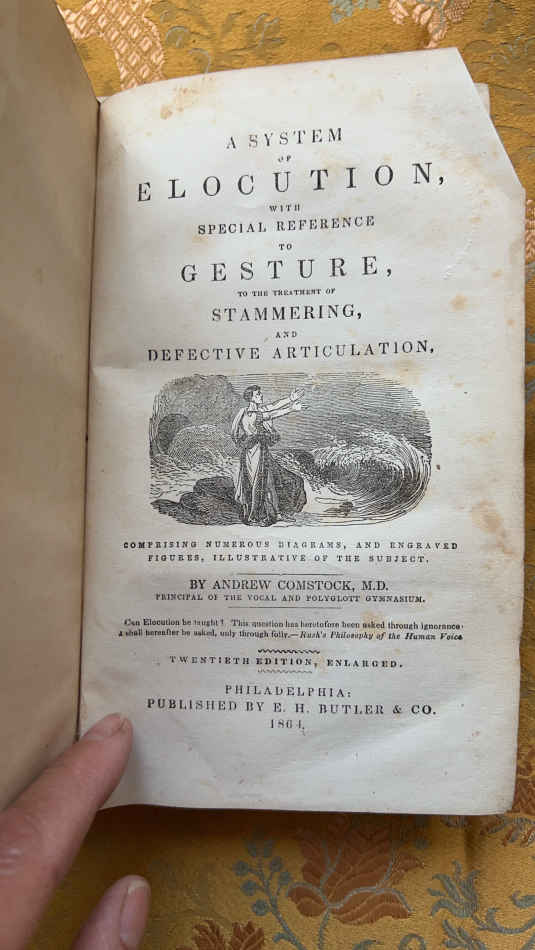 A SYSTEM
OF
ELOCUTION,
WITH
SPECIAL REFERENCE
TO
GESTURE,
TO THE TREATMENT OF
STAMMERING,
AND
DEFECTIVE ARTICULATION,
COMPRISING NUMEROUS DIAGRAMS, AND ENGRAVED
FIGURES, ILLUSTRATIVE OF THE SUBJECT.
BY ANDREW COMSTOCK, M.D.
PRINCIPAL OF THE VOCAL AND POLYGLOTT GYMNASIUM.
Can Elocution be taught? This question has heretofore been asked through ignorance
shall hereafter be asked, only through folly.—Rush's Philosophy of the Human Voice
TWENTIETH EDITION, ENLARGED.
PHILADELPHIA:
PUBLISHED BY E. H. BUTLER & CO.
1864.